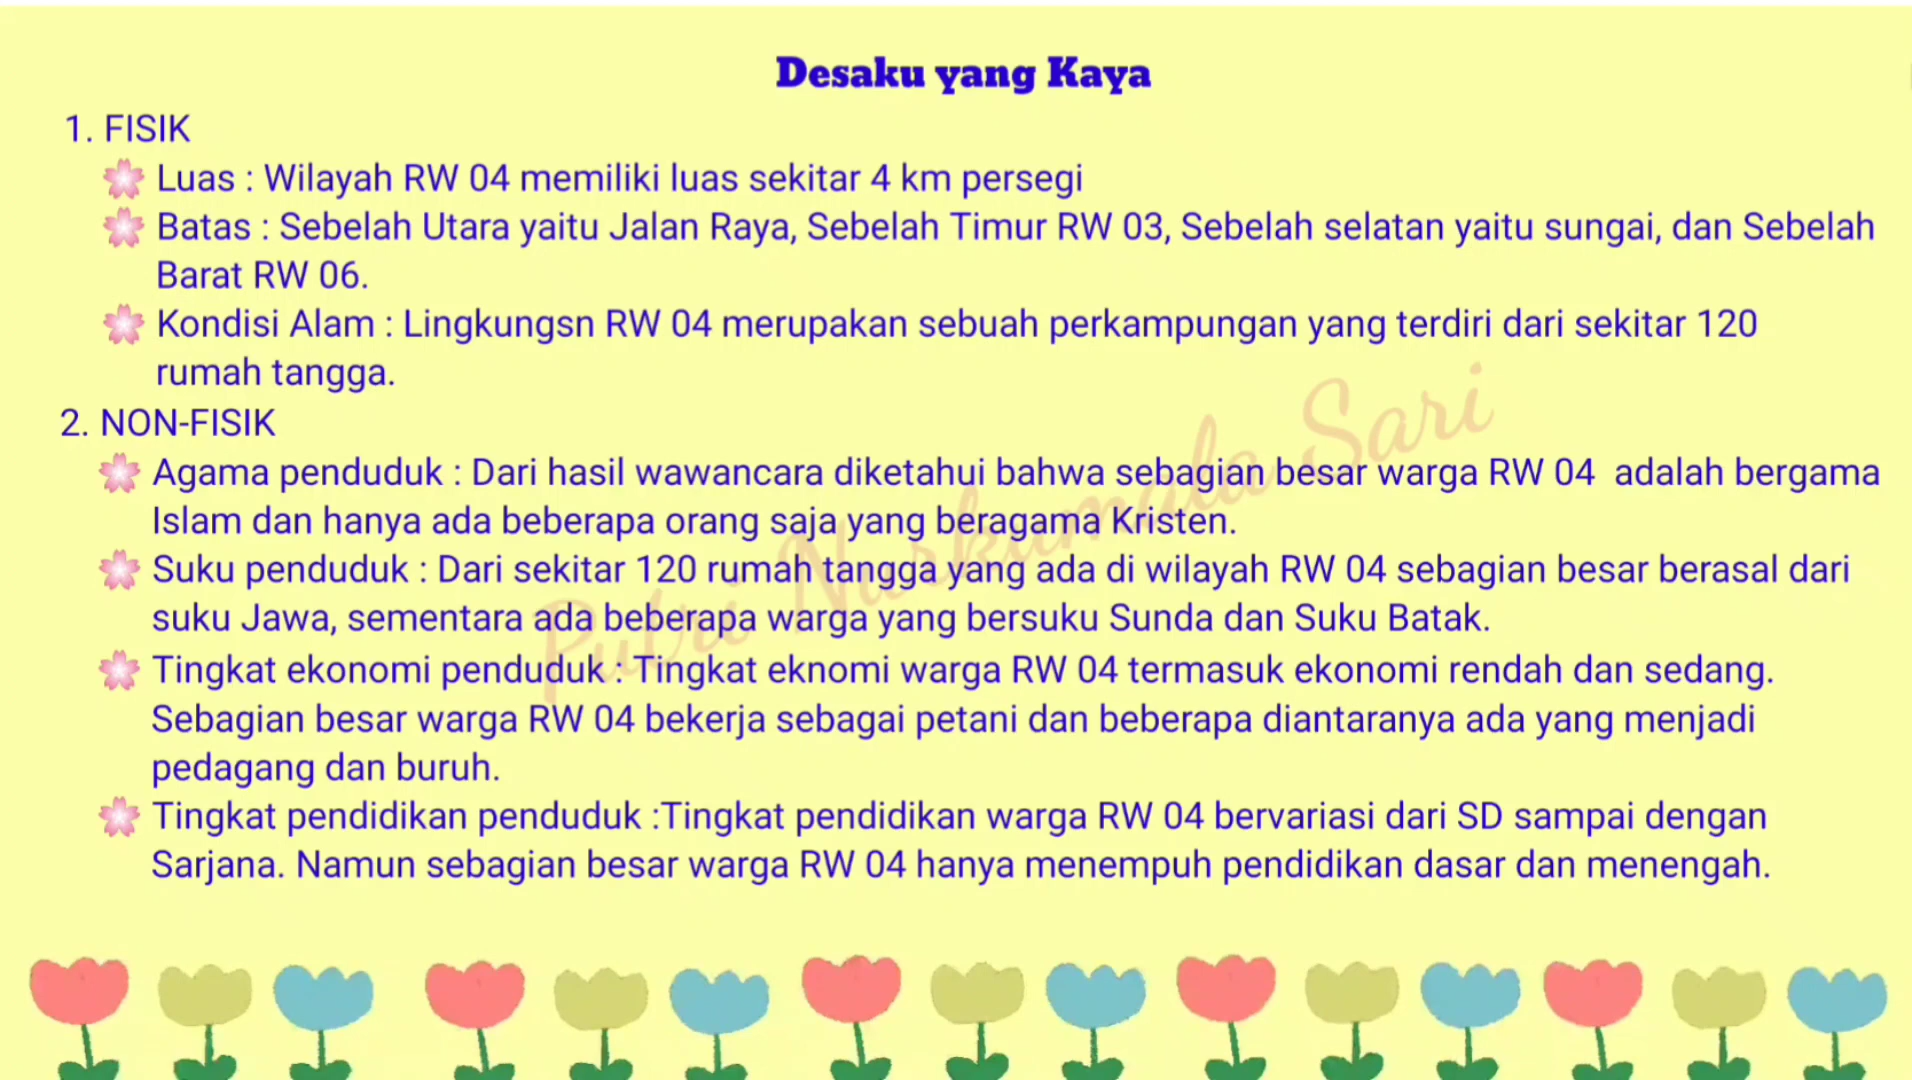 Desaku yang Kaya
1. FISIK
Luas : Wilayah RW 04 memiliki luas sekitar 4 km persegi
Batas : Sebelah Utara yaitu Jalan Raya, Sebelah Timur RW 03, Sebelah selatan yaitu sungai, dan Sebelah
Barat RW 06.
Kondisi Alam : Lingkungsn RW 04 merupakan sebuah perkampungan yang terdiri dari sekitar 120
rumah tangga.
2. NON-FISIK
Agama penduduk : Dari hasil wawancara diketahui bahwa sebagian besar warga RW 04  adalah bergama
Islam dan hanya ada beberapa orang saja yang beragama Kristen.
Suku penduduk : Dari sekitar 120 rumah tangga yang ada di wilayah RW 04 sebagian besar berasal dari
suku Jawa, sementara ada beberapa warga yang bersuku Sunda dan Suku Batak.
Tingkat ekonomi penduduk : Tingkat eknomi warga RW 04 termasuk ekonomi rendah dan sedang.
Sebagian besar warga RW 04 bekerja sebagai petani dan beberapa diantaranya ada yang menjadi
pedagang dan buruh.
Tingkat pendidikan penduduk :Tingkat pendidikan warga RW 04 bervariasi dari SD sampai dengan
Sarjana. Namun sebagian besar warga RW 04 hanya menempuh pendidikan dasar dan menengah.
Putri Nurkumala Sari